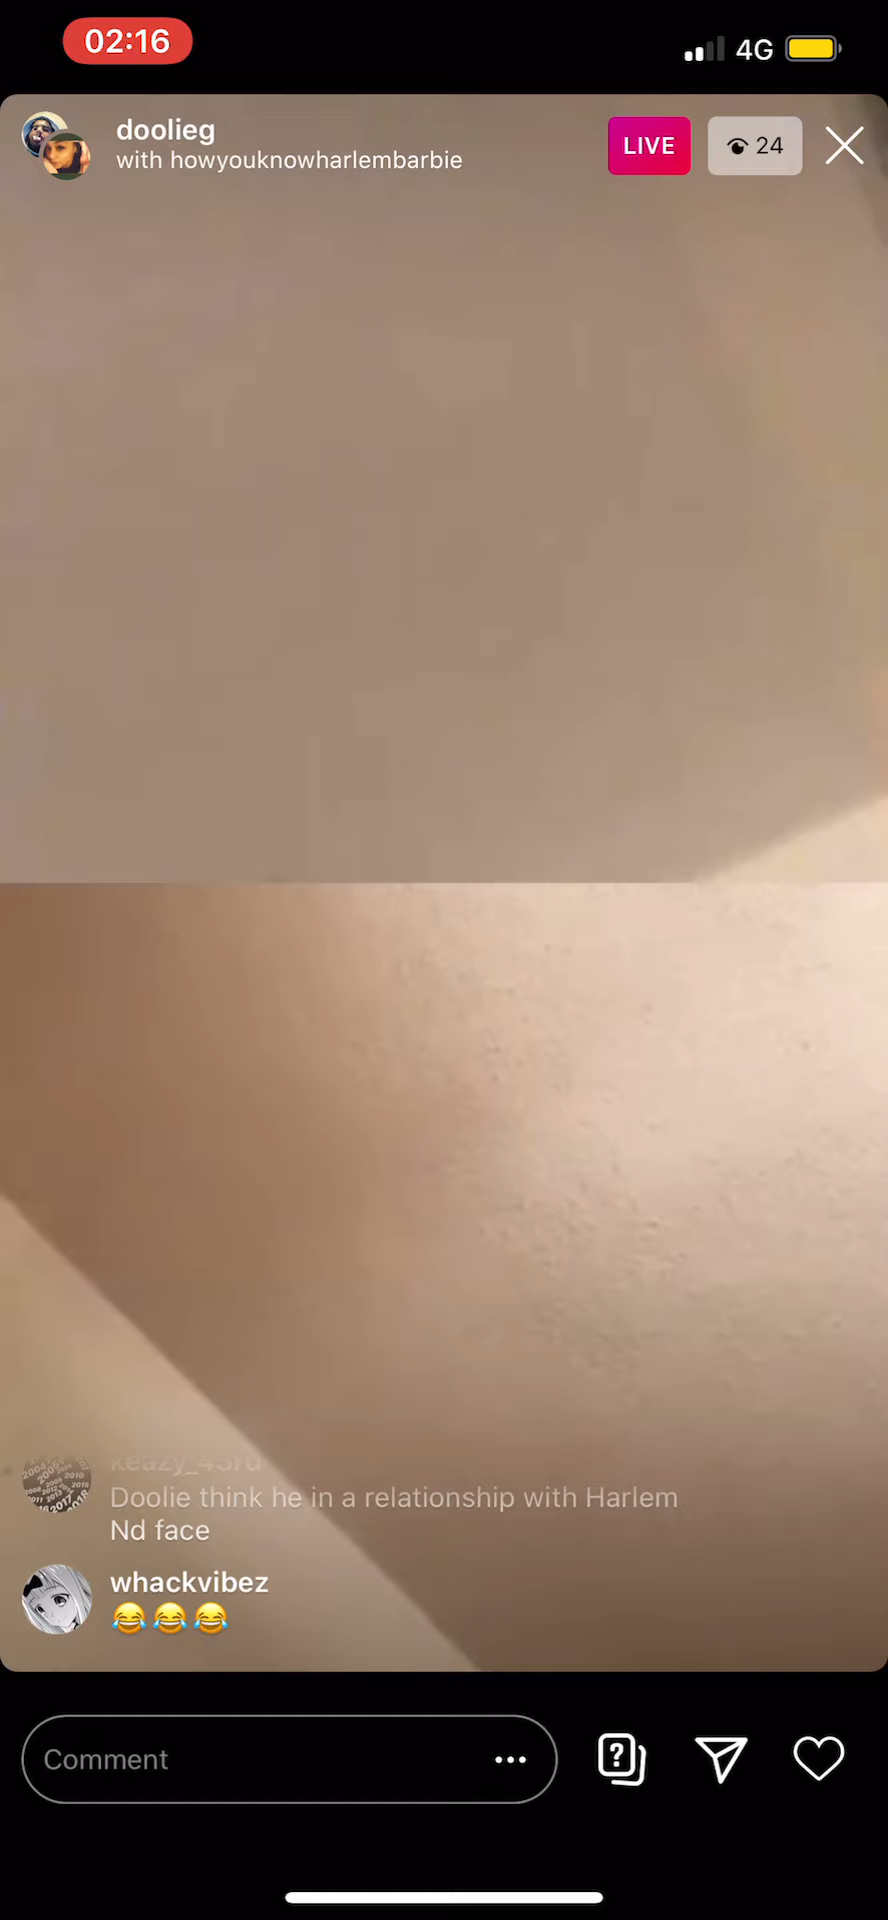 02:16
4G
doolieg
with howyouknowharlembarbie
LIVE
24
keazy_43rd
Doolie think he in a relationship with Harlem
Nd face
whackvibez
😂😂😂
Comment